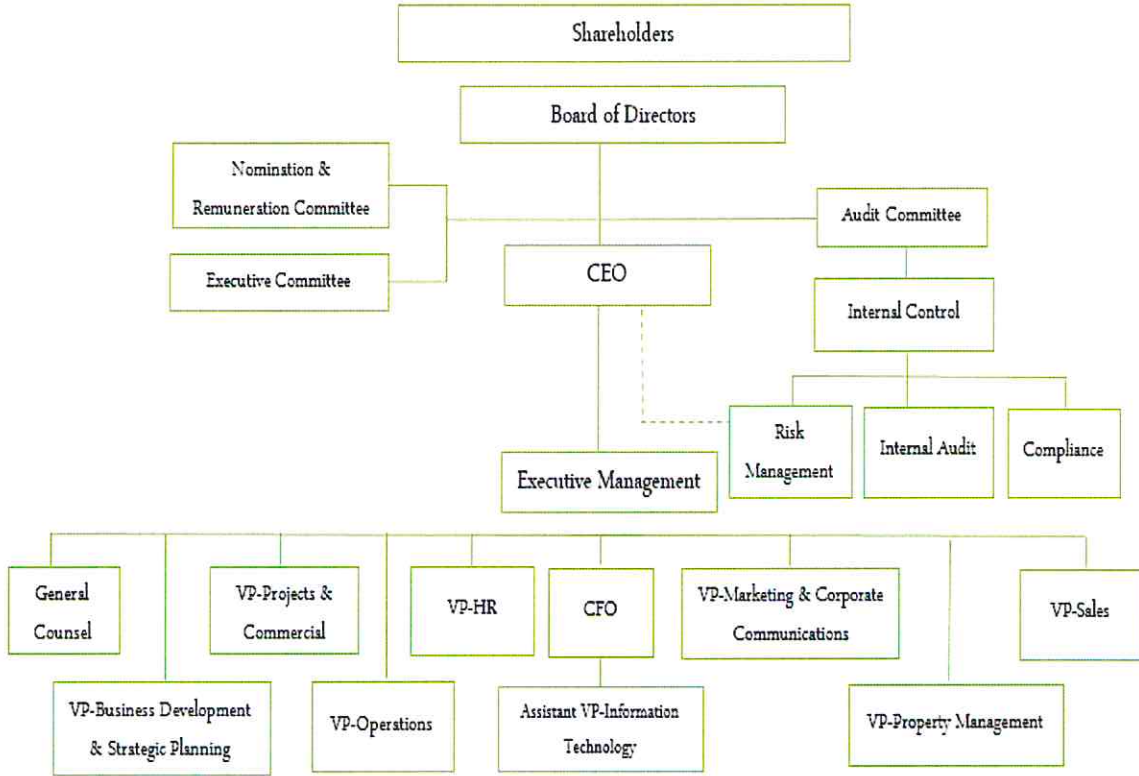 Shareholders
Board of Directors
Nomination &
Remuneration Committee
Audit Committee
Executive Committee
CEO
Internal Control
Risk
Management
Internal Audit
Compliance
Executive Management
General
Counsel
VP-Projects &
Commercial
VP-HR
CFO
VP-Marketing & Corporate
Communications
VP-Sales
VP-Business Development
& Strategic Planning
VP-Operations
Assistant VP-Information
Technology
VP-Property Management